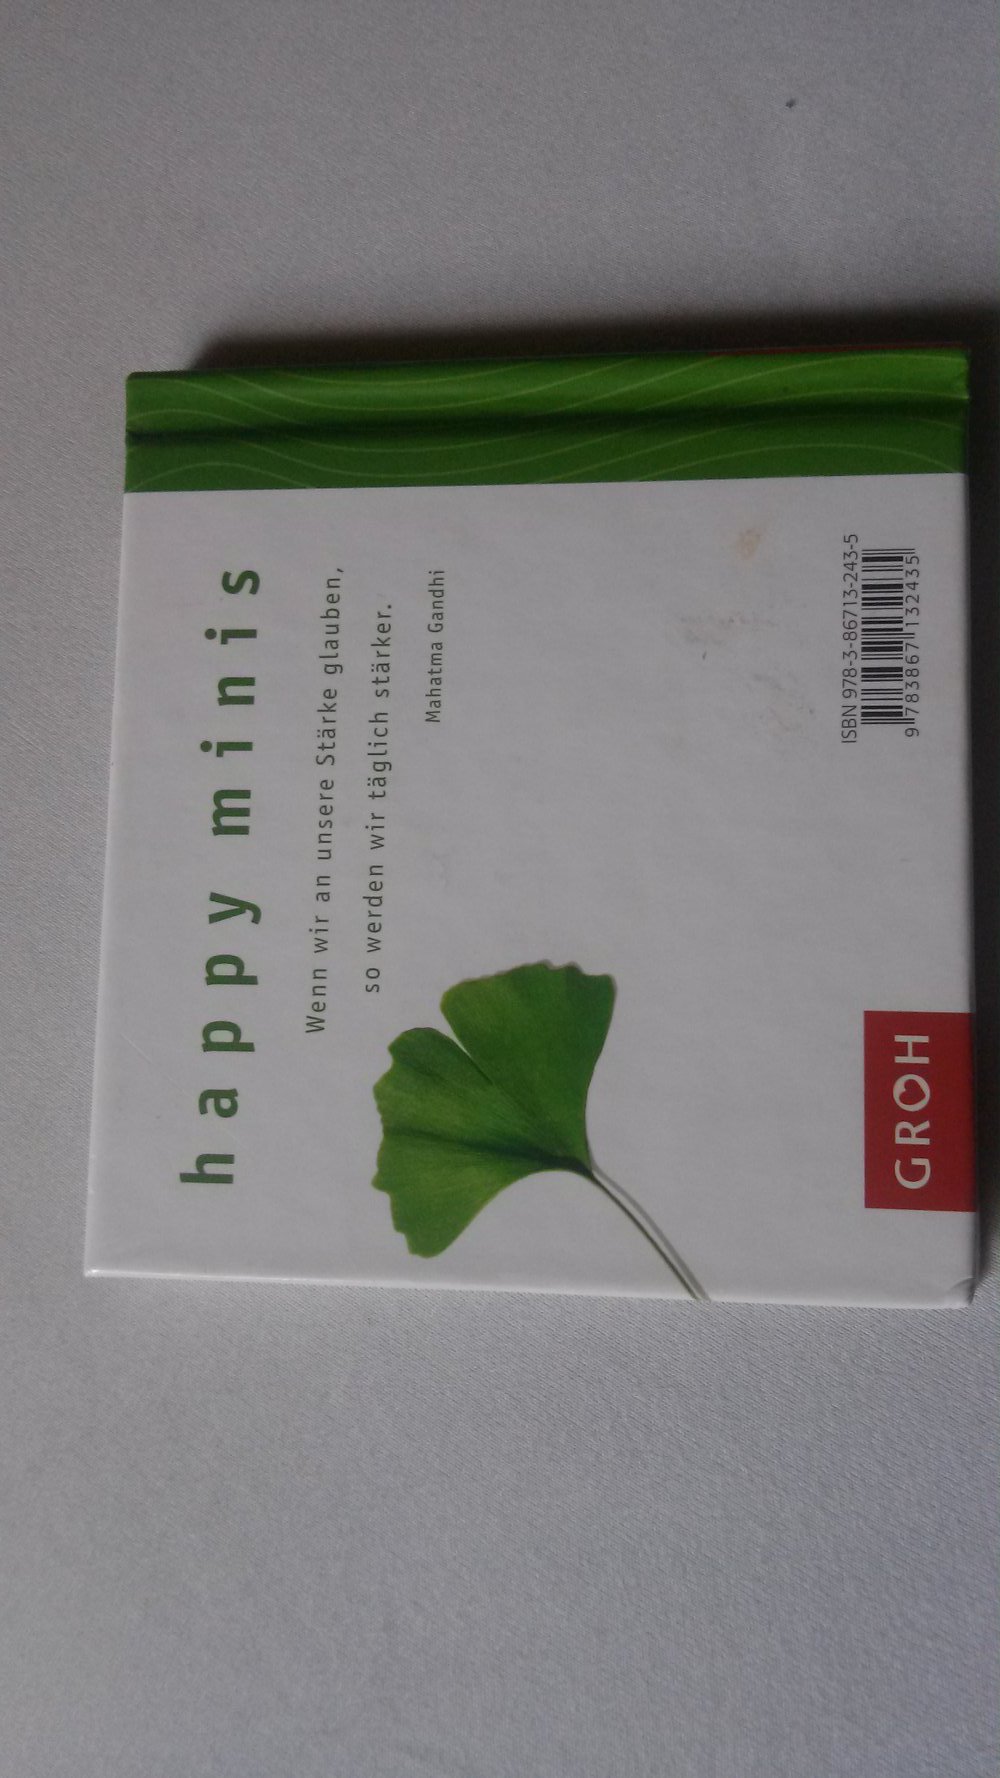 happy minis
Wenn wir an unsere Stärke glauben,
so werden wir täglich stärker.
Mahatma Gandhi
GROH
ISBN 978-3-86713-243-5
9 783867 132435